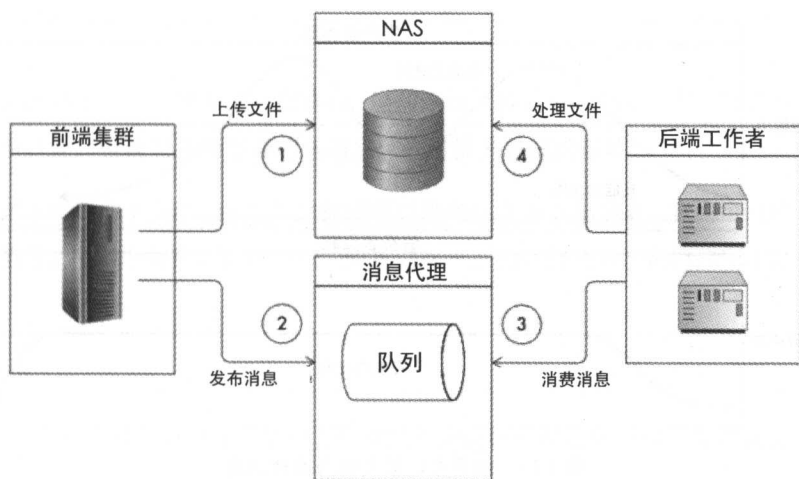 NAS
上传文件
处理文件
前端集群
后端工作者
1
4
消息代理
2
3
队列
发布消息
消费消息